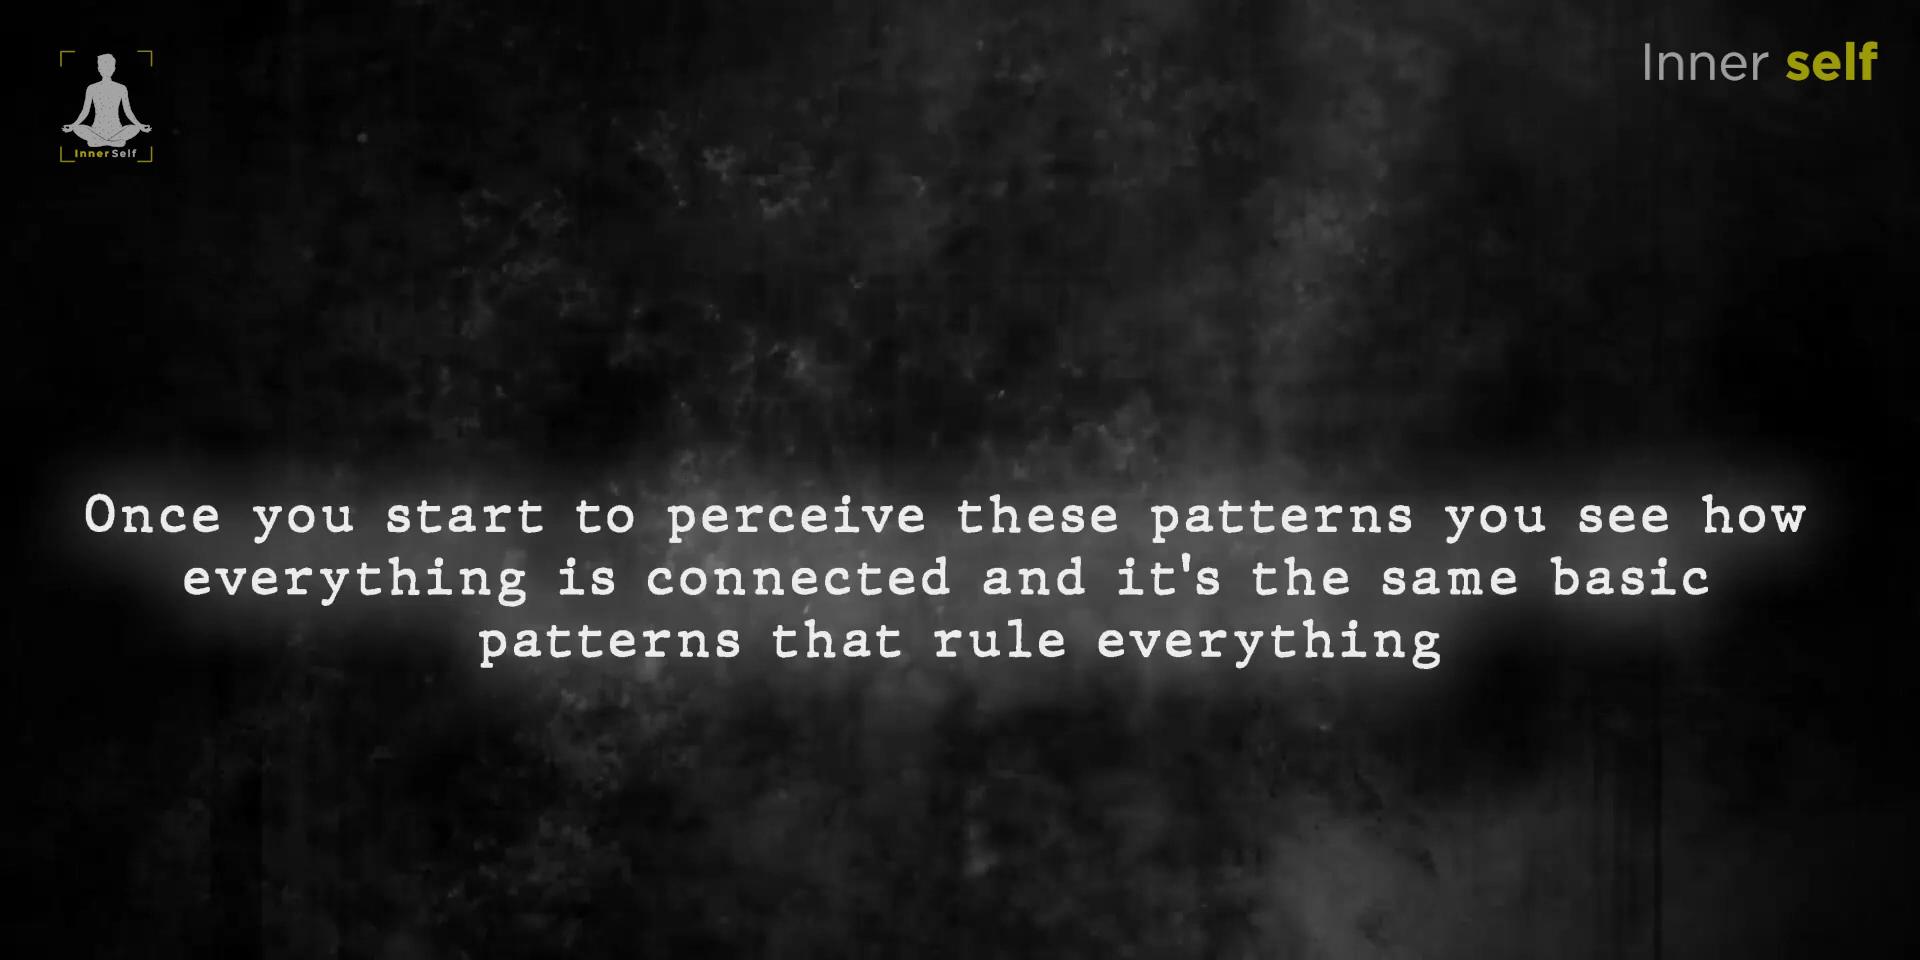 Inner self
InnerSelf
Once you start to perceive these patterns you see how
everything is connected and it's the same basic
patterns that rule everything